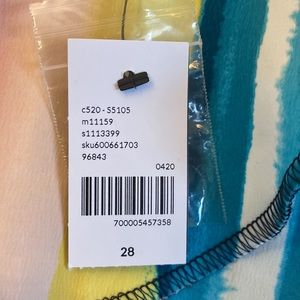 c520 - S5105
m11159
s1113399
sku600661703
96843
0420
700005457358
28